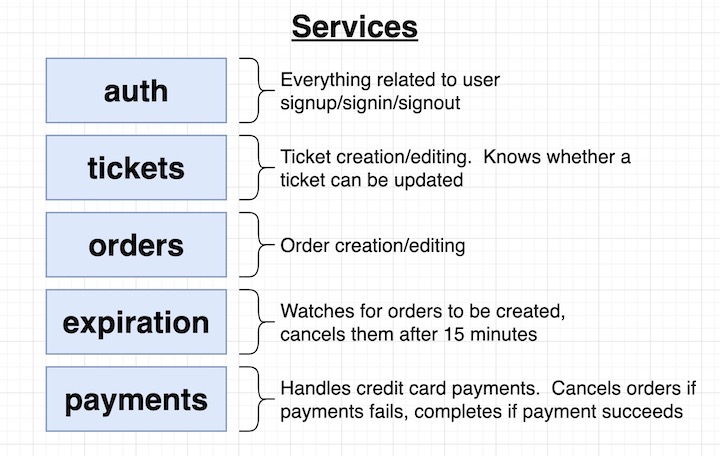 Services
auth
Everything related to user
signup/signin/signout
tickets
Ticket creation/editing.  Knows whether a
ticket can be updated
orders
Order creation/editing
expiration
Watches for orders to be created,
cancels them after 15 minutes
payments
Handles credit card payments.  Cancels orders if
payments fails, completes if payment succeeds